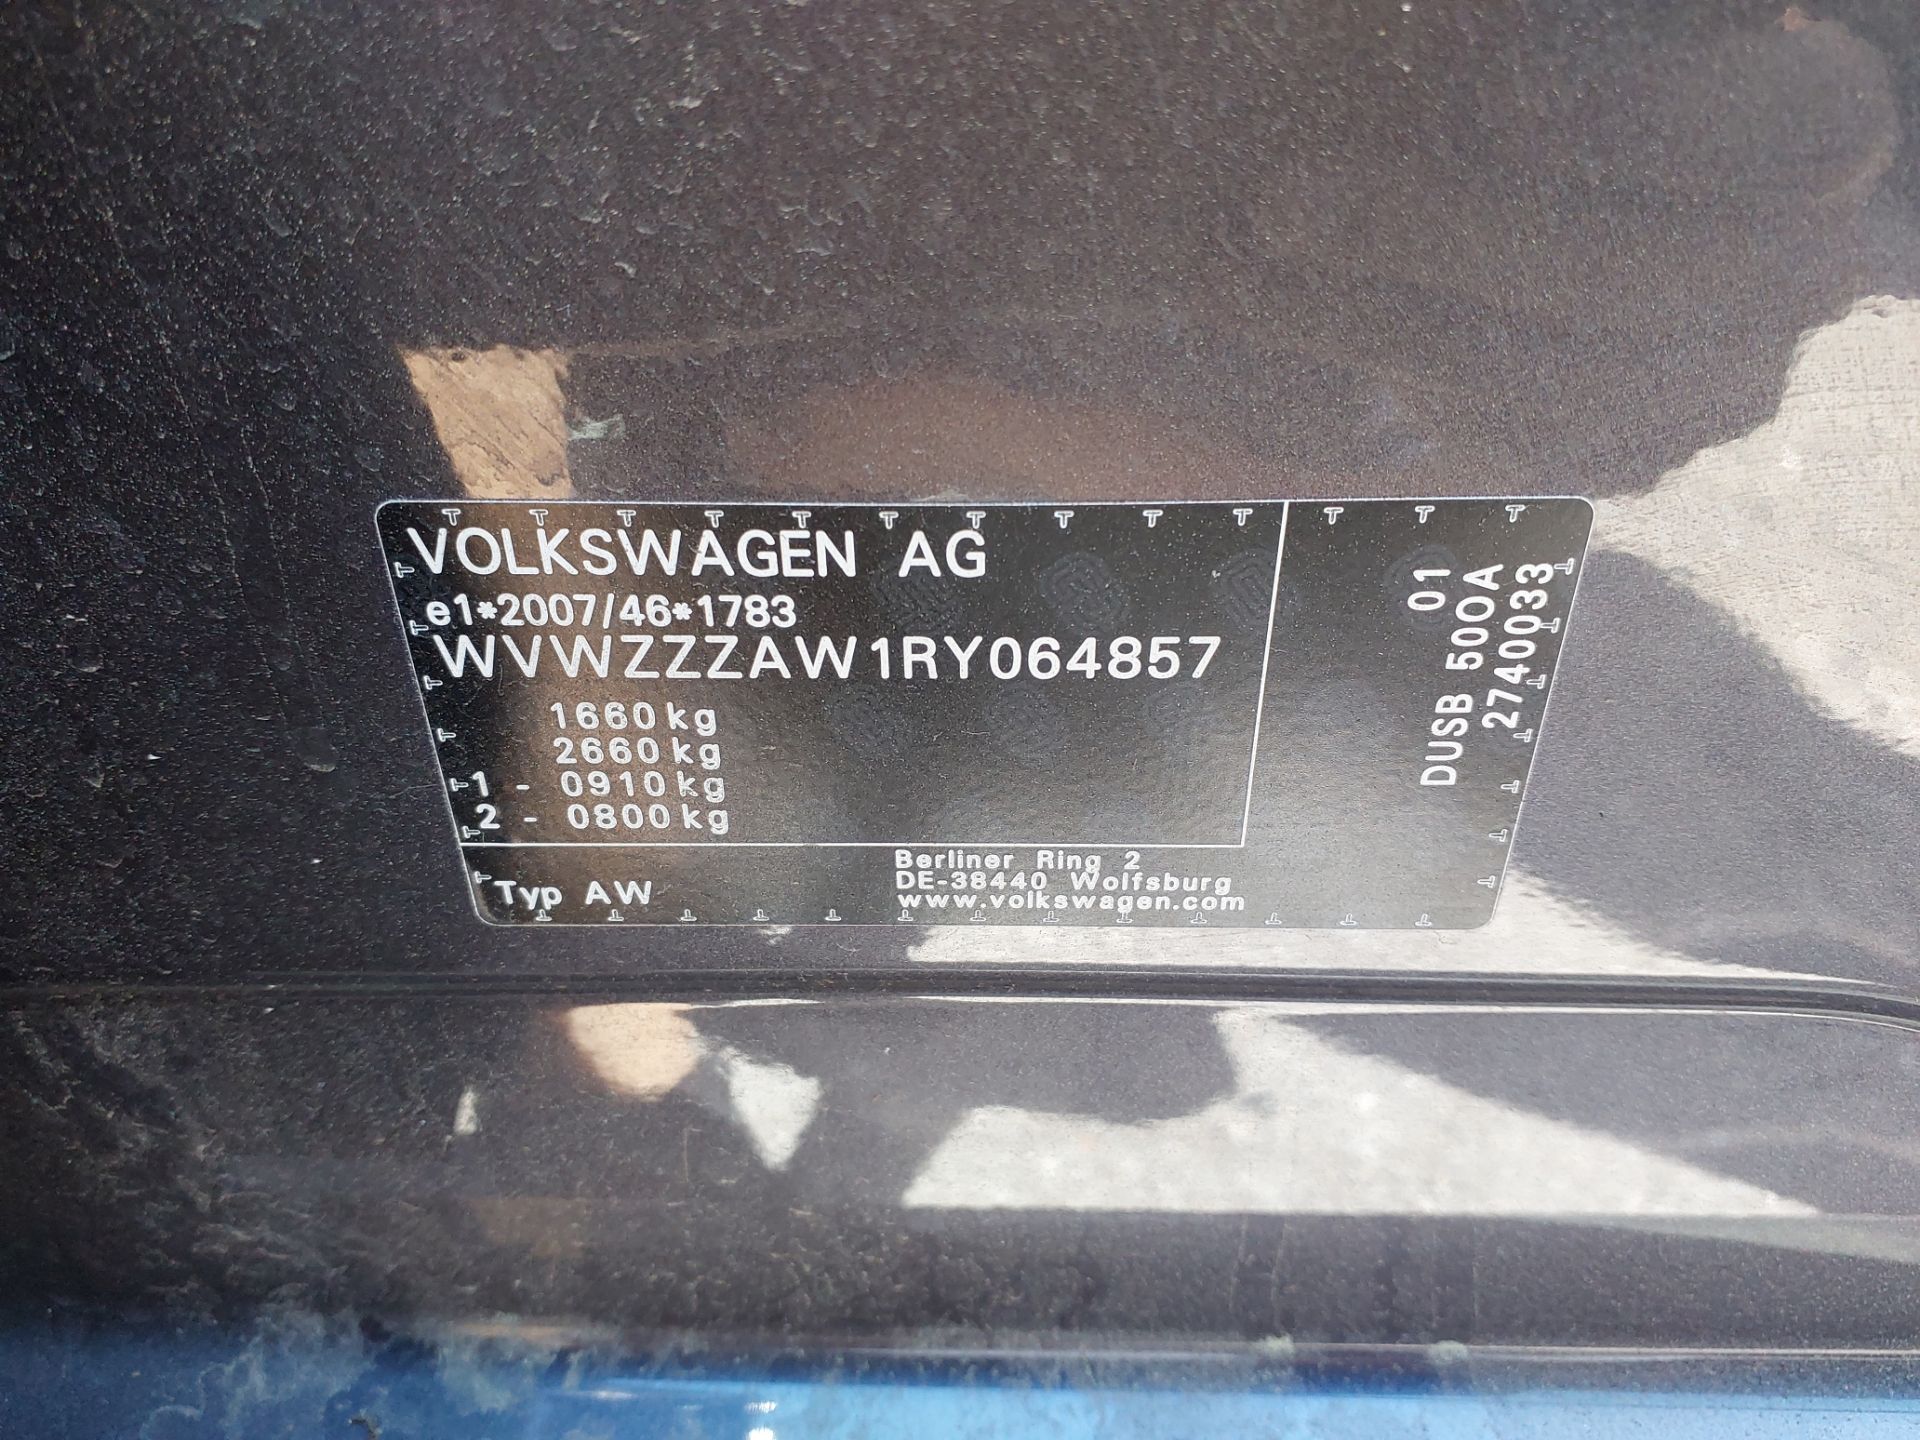 VOLKSWAGEN AG
e1*2007/46*1783
WVWZZZAW1RY064857
1660kg
2660kg
1 - 0910kg
2 - 0800kg
Typ AW
Berliner Ring 2
DE-38440 Wolfsburg
www.volkswagen.com
01
DUSB 500A
2740033